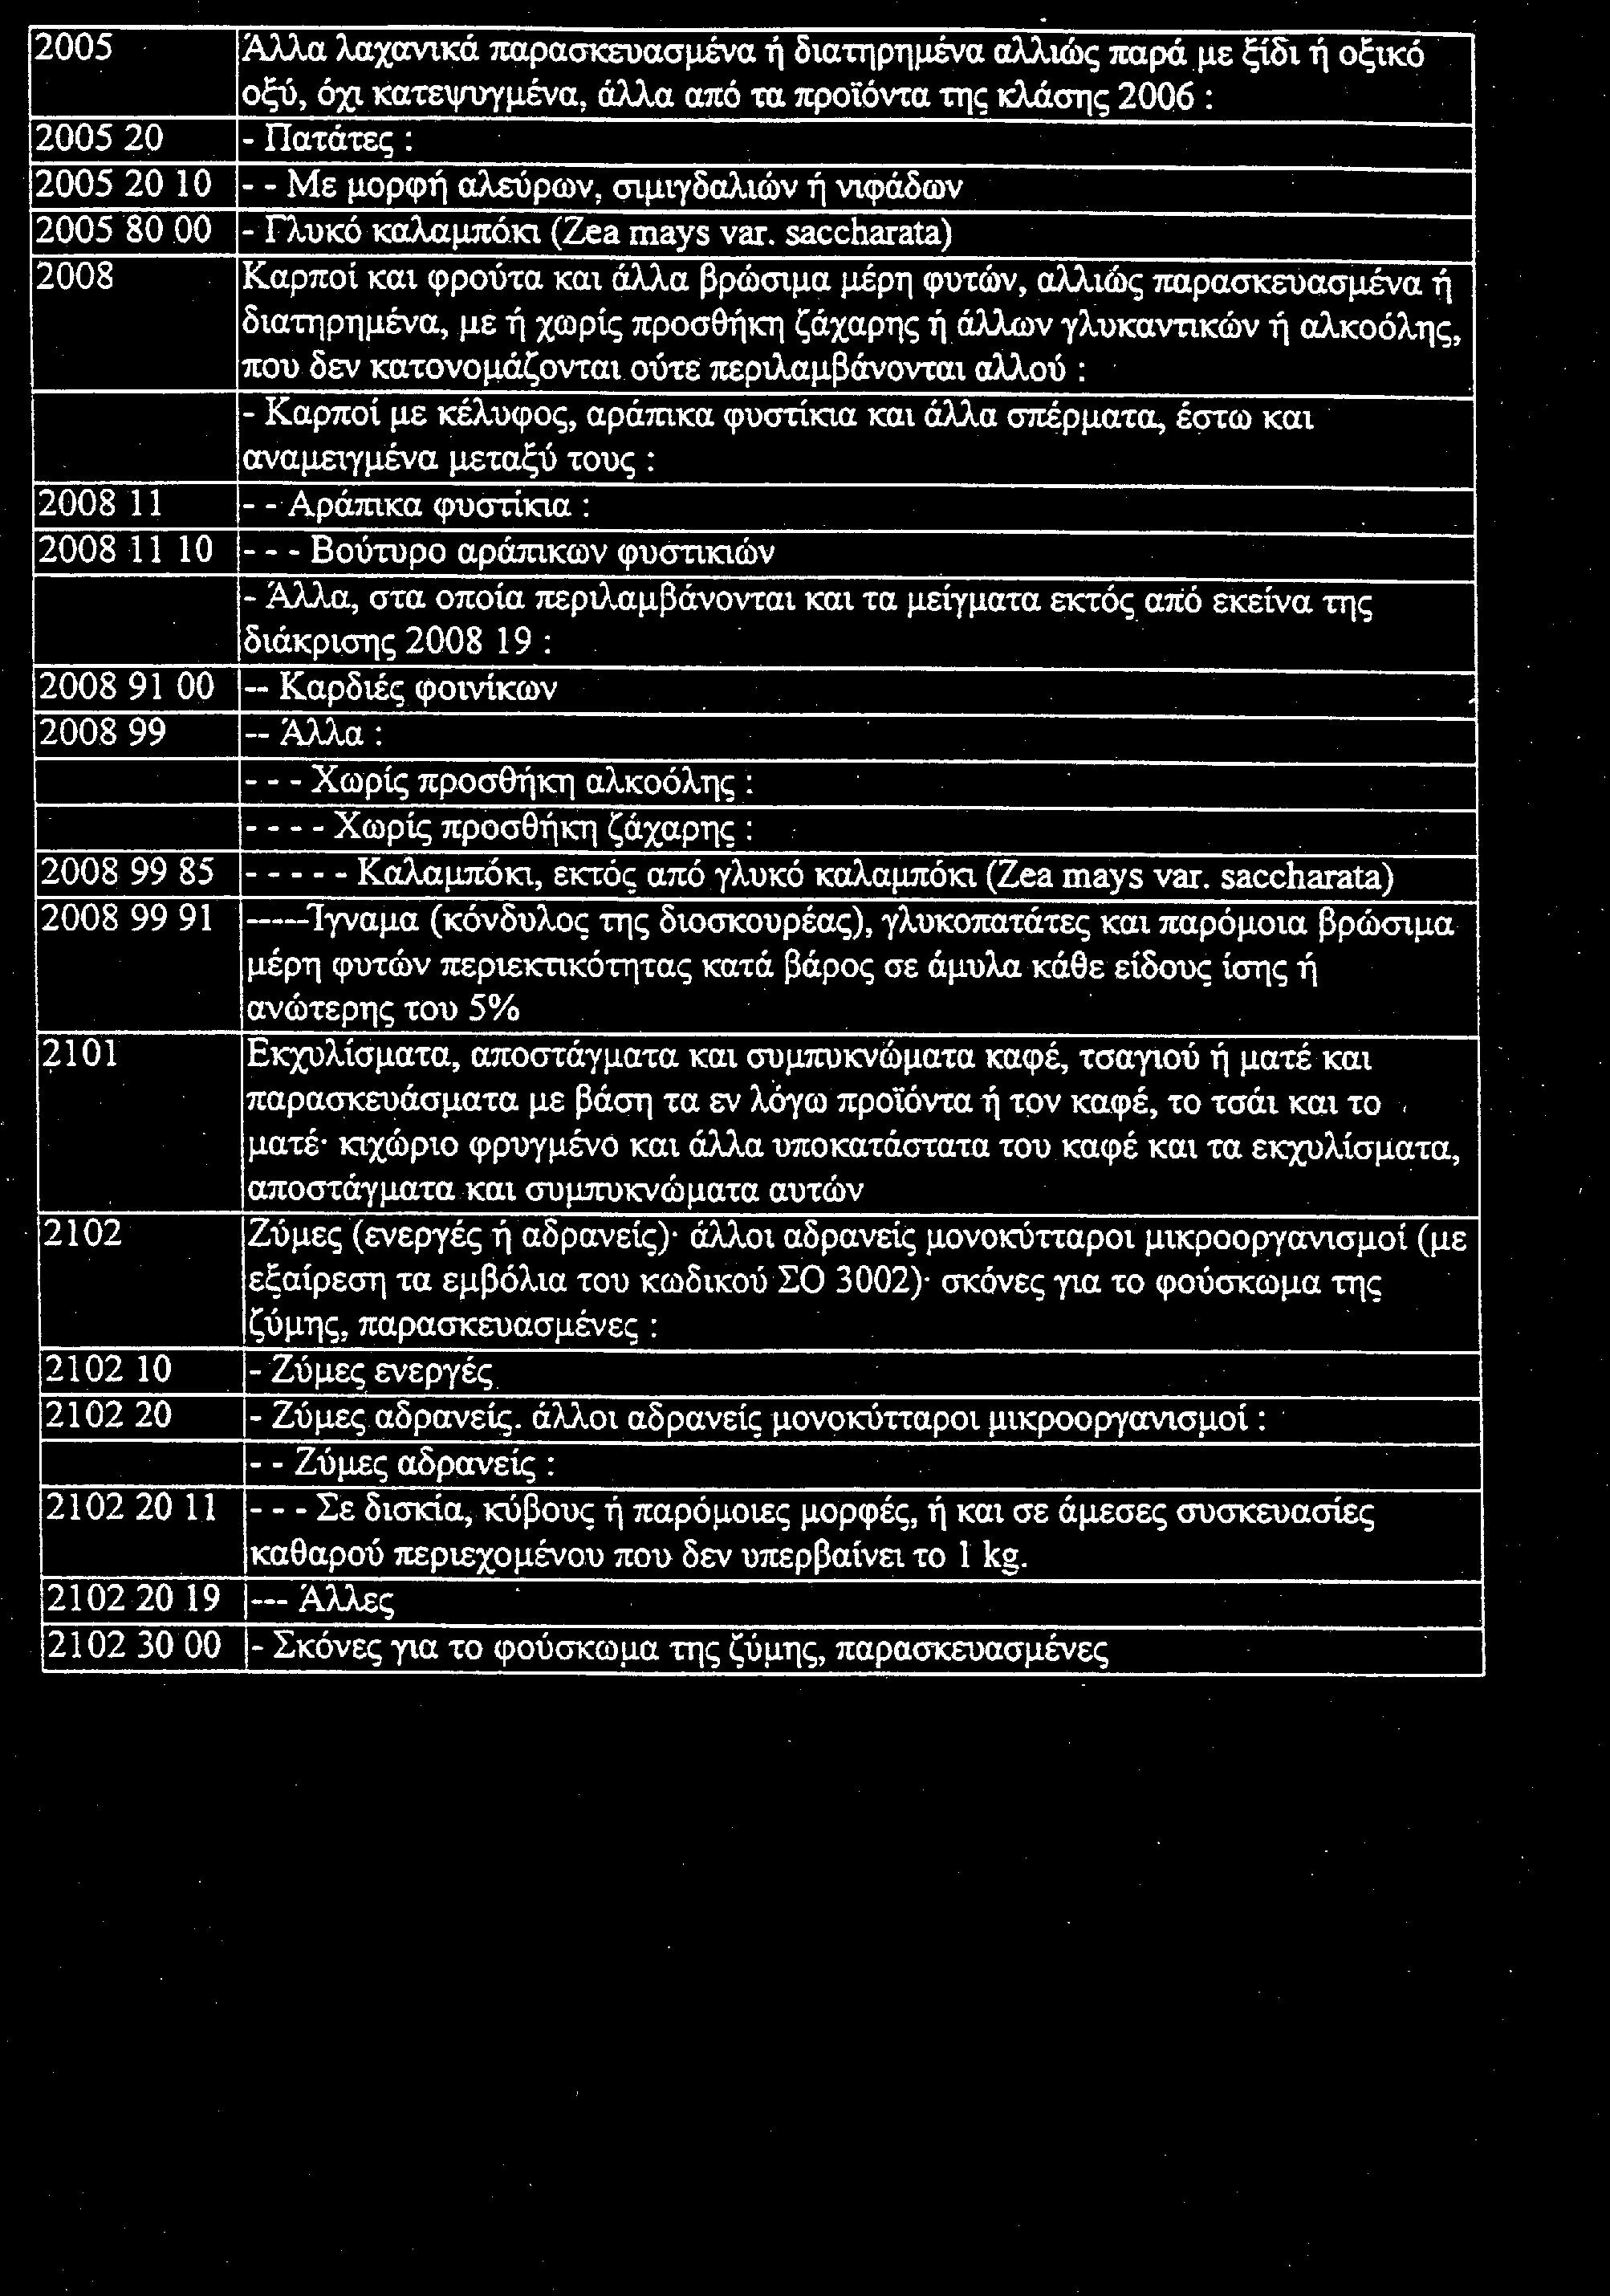 2005 Άλλα λαχανικά παρασκευασμένα ή διατηρημένα αλλιώς παρά με ξίδι ή οξικό
οξύ, όχι κατεψυγμένα, άλλα από τα προϊόντα της κλάσης 2006 :
2005 20 - Πατάτες :
2005 20 10 - - Με μορφή αλεύρων, σιμιγδαλιών ή νιφάδων
2005 80 00 - Γλυκό καλαμπόκι (Zea mays var. saccharata)
2008 Καρποί και φρούτα και άλλα βρώσιμα μέρη φυτών, αλλιώς παρασκευασμένα ή
διατηρημένα, με ή χωρίς προσθήκη ζάχαρης ή άλλων γλυκαντικών ή αλκοόλης,
που δεν κατονομάζονται ούτε περιλαμβάνονται αλλού :
- Καρποί με κέλυφος, αράπικα φυστίκια και άλλα σπέρματα, έστω και
αναμειγμένα μεταξύ τους :
2008 11 - - Αράπικα φυστίκια :
2008 11 10 - - - Βούτυρο αράπικων φυστικιών
- Άλλα, στα οποία περιλαμβάνονται και τα μείγματα εκτός από εκείνα της
διάκρισης 2008 19 :
2008 91 00 -- Καρδιές φοινίκων
2008 99 -- Άλλα :
- - - Χωρίς προσθήκη αλκοόλης :
- - - - Χωρίς προσθήκη ζάχαρης :
2008 99 85 - - - - - Καλαμπόκι, εκτός από γλυκό καλαμπόκι (Zea mays var. saccharata)
2008 99 91 -----Ίγναμα (κόνδυλος της διοσκουρέας), γλυκοπατάτες και παρόμοια βρώσιμα
μέρη φυτών περιεκτικότητας κατά βάρος σε άμυλα κάθε είδους ίσης ή
ανώτερης του 5%
2101 Εκχυλίσματα, αποστάγματα και συμπυκνώματα καφέ, τσαγιού ή ματέ και
παρασκευάσματα με βάση τα εν λόγω προϊόντα ή τον καφέ, το τσάι και το
ματέ· κιχώριο φρυγμένο και άλλα υποκατάστατα του καφέ και τα εκχυλίσματα,
αποστάγματα και συμπυκνώματα αυτών
2102 Ζύμες (ενεργές ή αδρανείς)· άλλοι αδρανείς μονοκύτταροι μικροοργανισμοί (με
εξαίρεση τα εμβόλια του κωδικού ΣΟ 3002)· σκόνες για το φούσκωμα της
ζύμης, παρασκευασμένες :
2102 10 - Ζύμες ενεργές
2102 20 - Ζύμες αδρανείς. άλλοι αδρανείς μονοκύτταροι μικροοργανισμοί :
- - Ζύμες αδρανείς :
2102 20 11 - - - Σε δισκία, κύβους ή παρόμοιες μορφές, ή και σε άμεσες συσκευασίες
καθαρού περιεχομένου που δεν υπερβαίνει το 1 kg.
2102 20 19 --- Άλλες
2102 30 00 - Σκόνες για το φούσκωμα της ζύμης, παρασκευασμένες